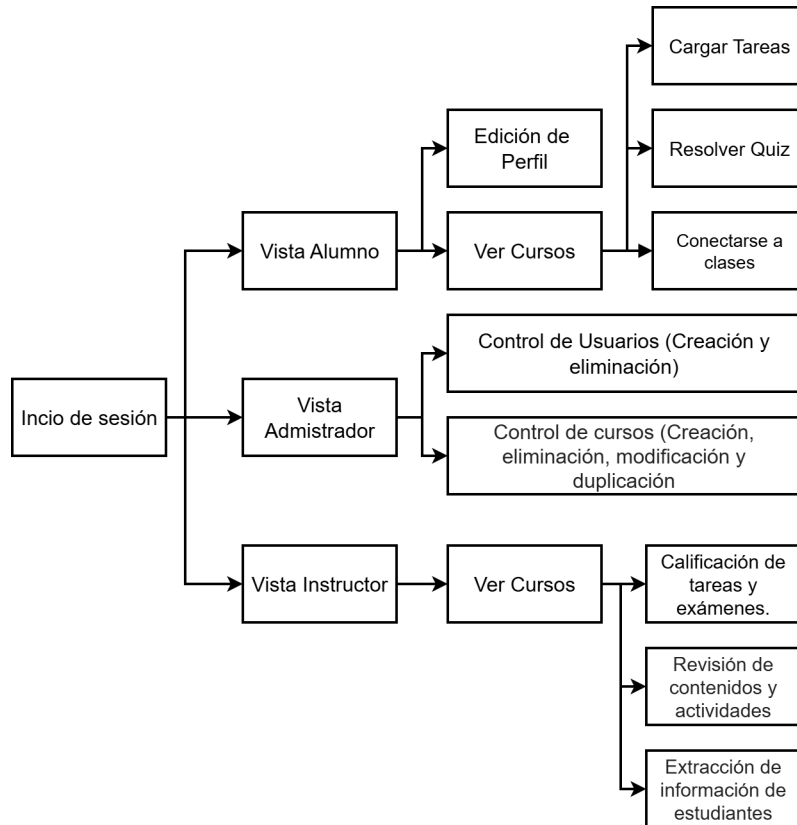 Cargar Tareas
Edición de
Perfil
Resolver Quiz
Vista Alumno
Ver Cursos
Conectarse a
clases
Control de Usuarios (Creación y
eliminación)
Incio de sesión
Vista
Admistrador
Control de cursos (Creación,
eliminación, modificación y
duplicación
Vista Instructor
Ver Cursos
Calificación de
tareas y
exámenes.
Revisión de
contenidos y
actividades
Extracción de
información de
estudiantes